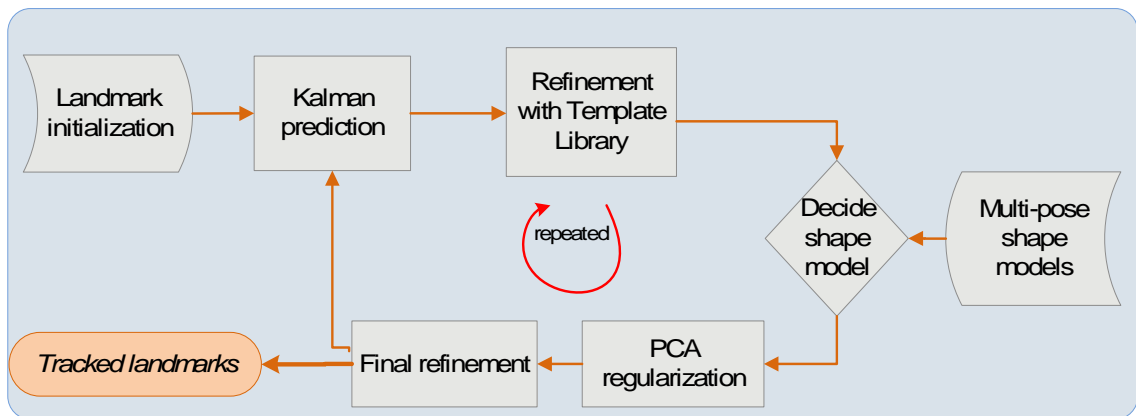 Landmark
initialization
Kalman
prediction
Refinement
with Template
Library
Decide
shape
model
Multi-pose
shape
models
repeated
PCA
regularization
Final refinement
Tracked landmarks